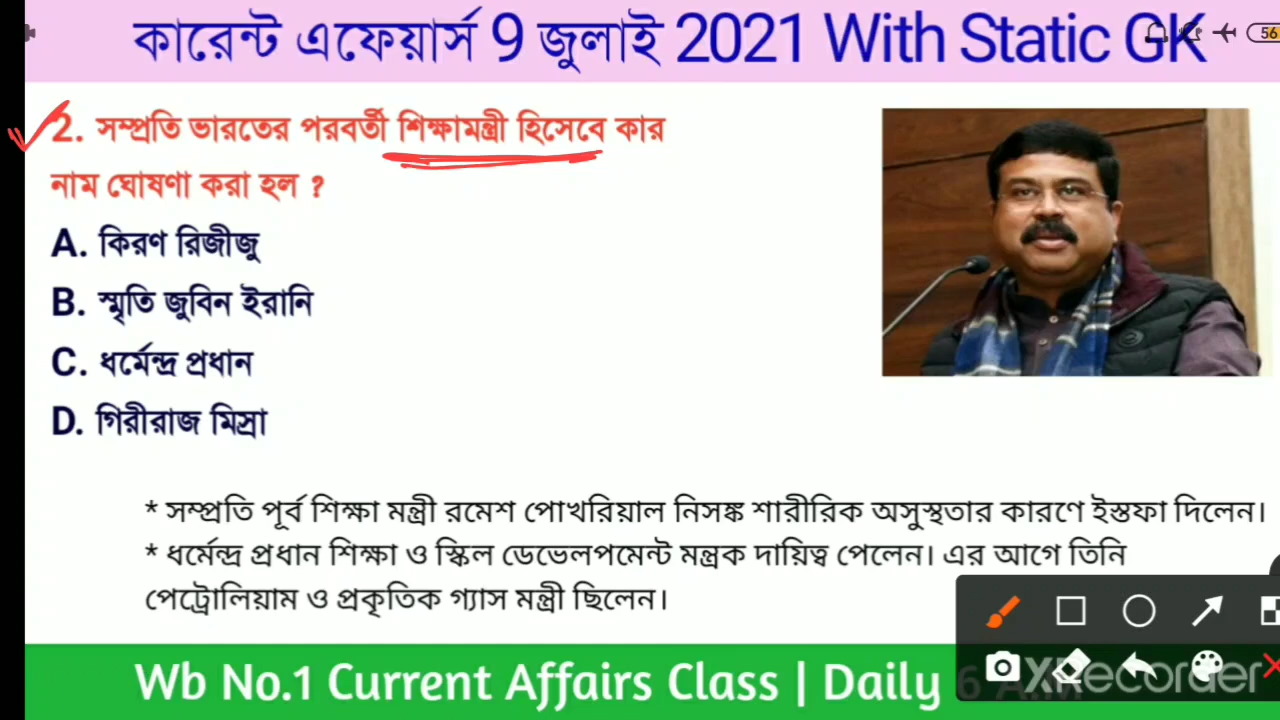 কারেন্ট এফেয়ার্স 9 জুলাই 2021 With Static GK
56
2. সম্প্রতি ভারতের পরবর্তী শিক্ষামন্ত্রী হিসেবে কার
নাম ঘোষণা করা হল ?
A. কিরণ রিজীজু
B. স্মৃতি জুবিন ইরানি
C. ধর্মেন্দ্র প্রধান
D. গিরীরাজ মিস্রা
* সম্প্রতি পূর্ব শিক্ষা মন্ত্রী রমেশ পোখরিয়াল নিসঙ্ক শারীরিক অসুস্থতার কারণে ইস্তফা দিলেন।
* ধর্মেন্দ্র প্রধান শিক্ষা ও স্কিল ডেভেলপমেন্ট মন্ত্রক দায়িত্ব পেলেন। এর আগে তিনি
পেট্রোলিয়াম ও প্রকৃতিক গ্যাস মন্ত্রী ছিলেন।
Wb No.1 Current Affairs Class | Daily 6
XRecorder